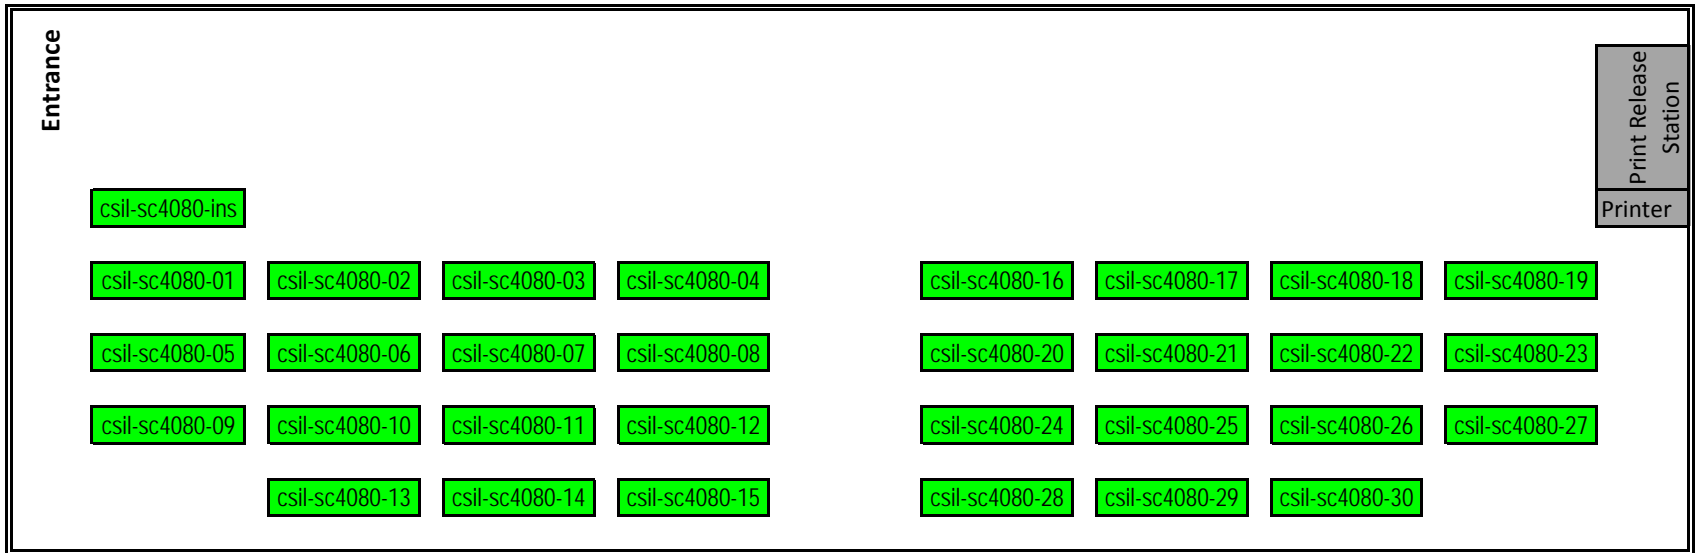 Entrance
Print Release
Station
csil-sc4080-ins
Printer
csil-sc4080-01 csil-sc4080-02 csil-sc4080-03 csil-sc4080-04 csil-sc4080-16 csil-sc4080-17 csil-sc4080-18 csil-sc4080-19
csil-sc4080-05 csil-sc4080-06 csil-sc4080-07 csil-sc4080-08 csil-sc4080-20 csil-sc4080-21 csil-sc4080-22 csil-sc4080-23
csil-sc4080-09 csil-sc4080-10 csil-sc4080-11 csil-sc4080-12 csil-sc4080-24 csil-sc4080-25 csil-sc4080-26 csil-sc4080-27
csil-sc4080-13 csil-sc4080-14 csil-sc4080-15 csil-sc4080-28 csil-sc4080-29 csil-sc4080-30